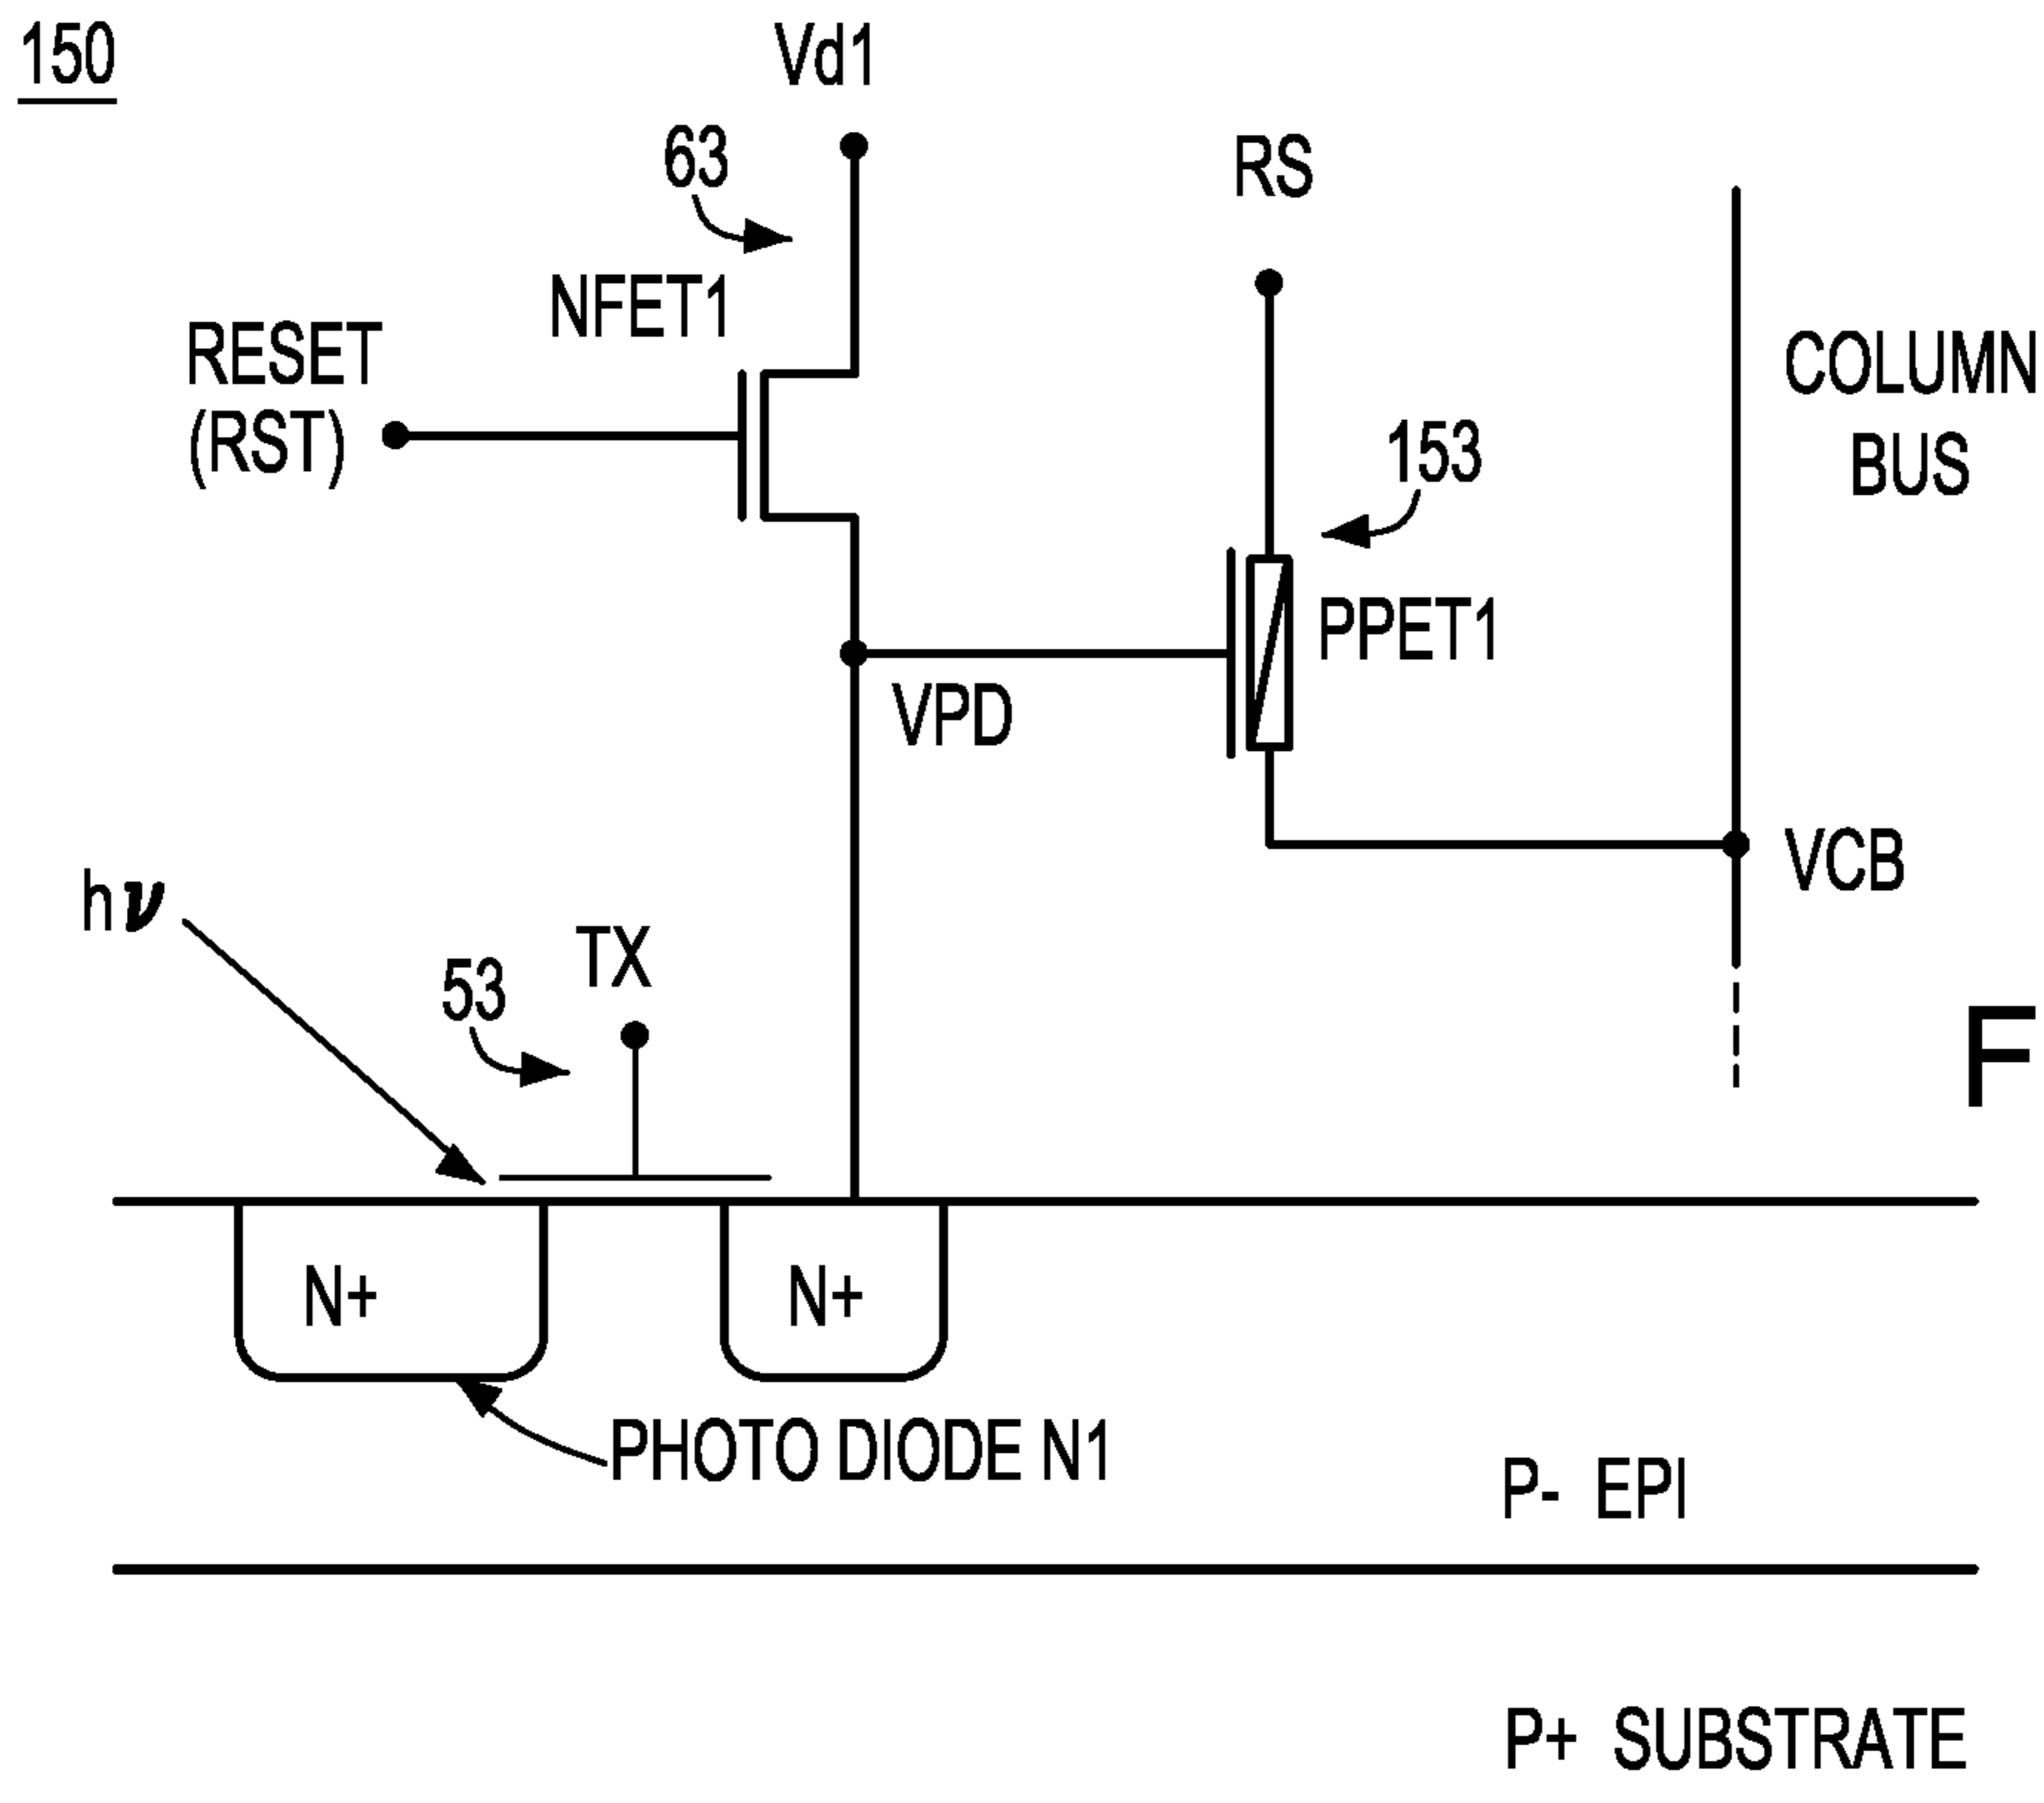 150
Vd1
63
RS
NFET1
RESET
(RST)
COLUMN
BUS
153
PPET1
VPD
VCB
hν
TX
53
F
N+
N+
PHOTO DIODE N1
P- EPI
P+ SUBSTRATE